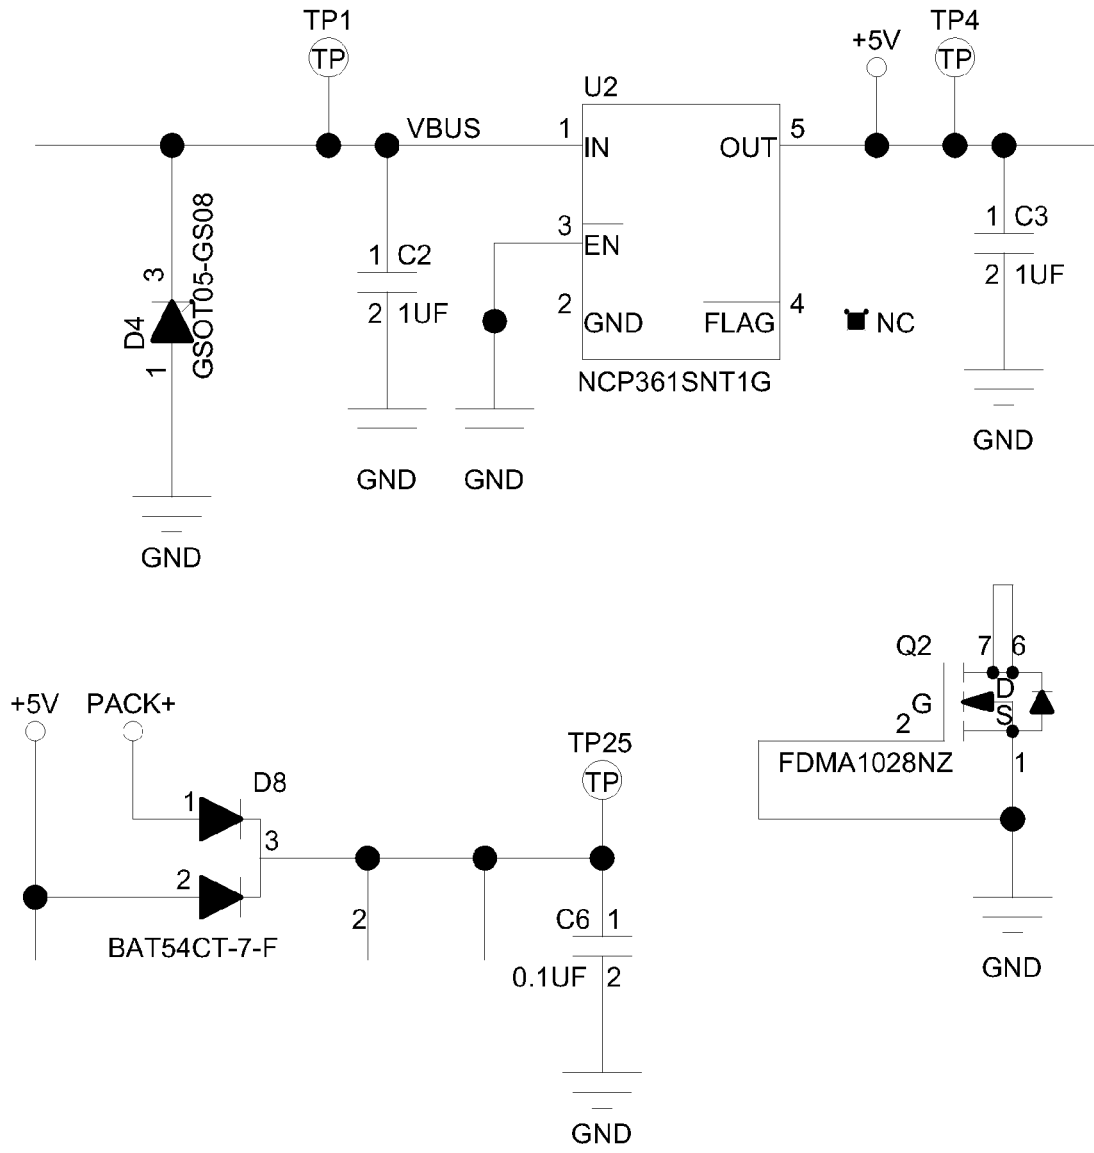 TP1
TP
TP4
TP
+5V
U2
VBUS
1
IN
OUT
5
3
EN
2
GND
FLAG
4
NC
NCP361SNT1G
3
D4
1
GSOT05-GS08
GND
1
C2
2
1UF
GND
GND
1
C3
2
1UF
GND
+5V
PACK+
D8
1
3
2
BAT54CT-7-F
2
TP25
TP
C6
1
0.1UF
2
GND
Q2
7
6
D
G
S
2
FDMA1028NZ
1
GND